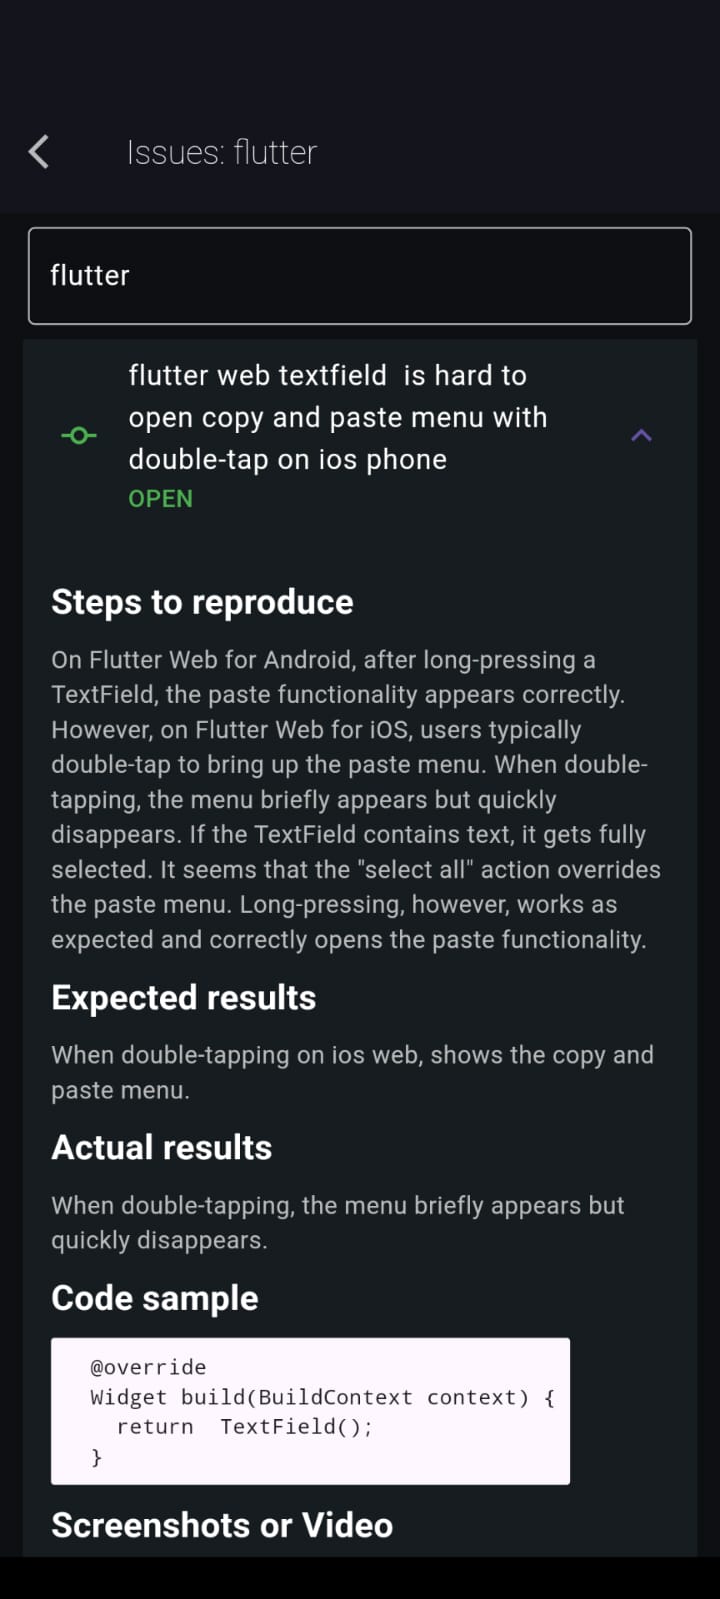 Issues: flutter
flutter
flutter web textfield  is hard to
open copy and paste menu with
double-tap on ios phone
OPEN
Steps to reproduce
On Flutter Web for Android, after long-pressing a
TextField, the paste functionality appears correctly.
However, on Flutter Web for iOS, users typically
double-tap to bring up the paste menu. When double-
tapping, the menu briefly appears but quickly
disappears. If the TextField contains text, it gets fully
selected. It seems that the "select all" action overrides
the paste menu. Long-pressing, however, works as
expected and correctly opens the paste functionality.
Expected results
When double-tapping on ios web, shows the copy and
paste menu.
Actual results
When double-tapping, the menu briefly appears but
quickly disappears.
Code sample
@override
Widget build(BuildContext context) {
  return  TextField();
}
Screenshots or Video